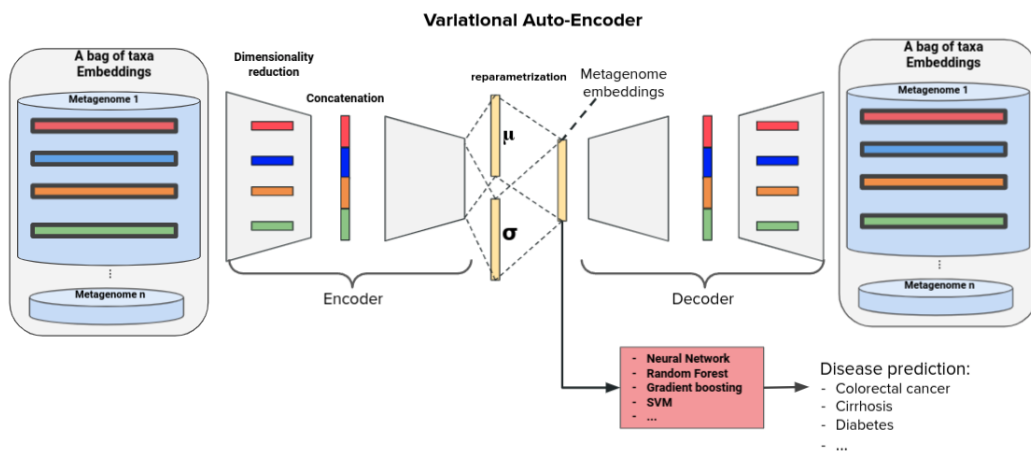 Variational Auto-Encoder
A bag of taxa
Embeddings
Metagenome 1
⋮
Metagenome n
Dimensionality
reduction
Concatenation
Encoder
reparametrization
μ
σ
Metagenome
embeddings
Decoder
A bag of taxa
Embeddings
Metagenome 1
⋮
Metagenome n
- Neural Network
- Random Forest
- Gradient boosting
- SVM
- ...
Disease prediction:
- Colorectal cancer
- Cirrhosis
- Diabetes
- ...